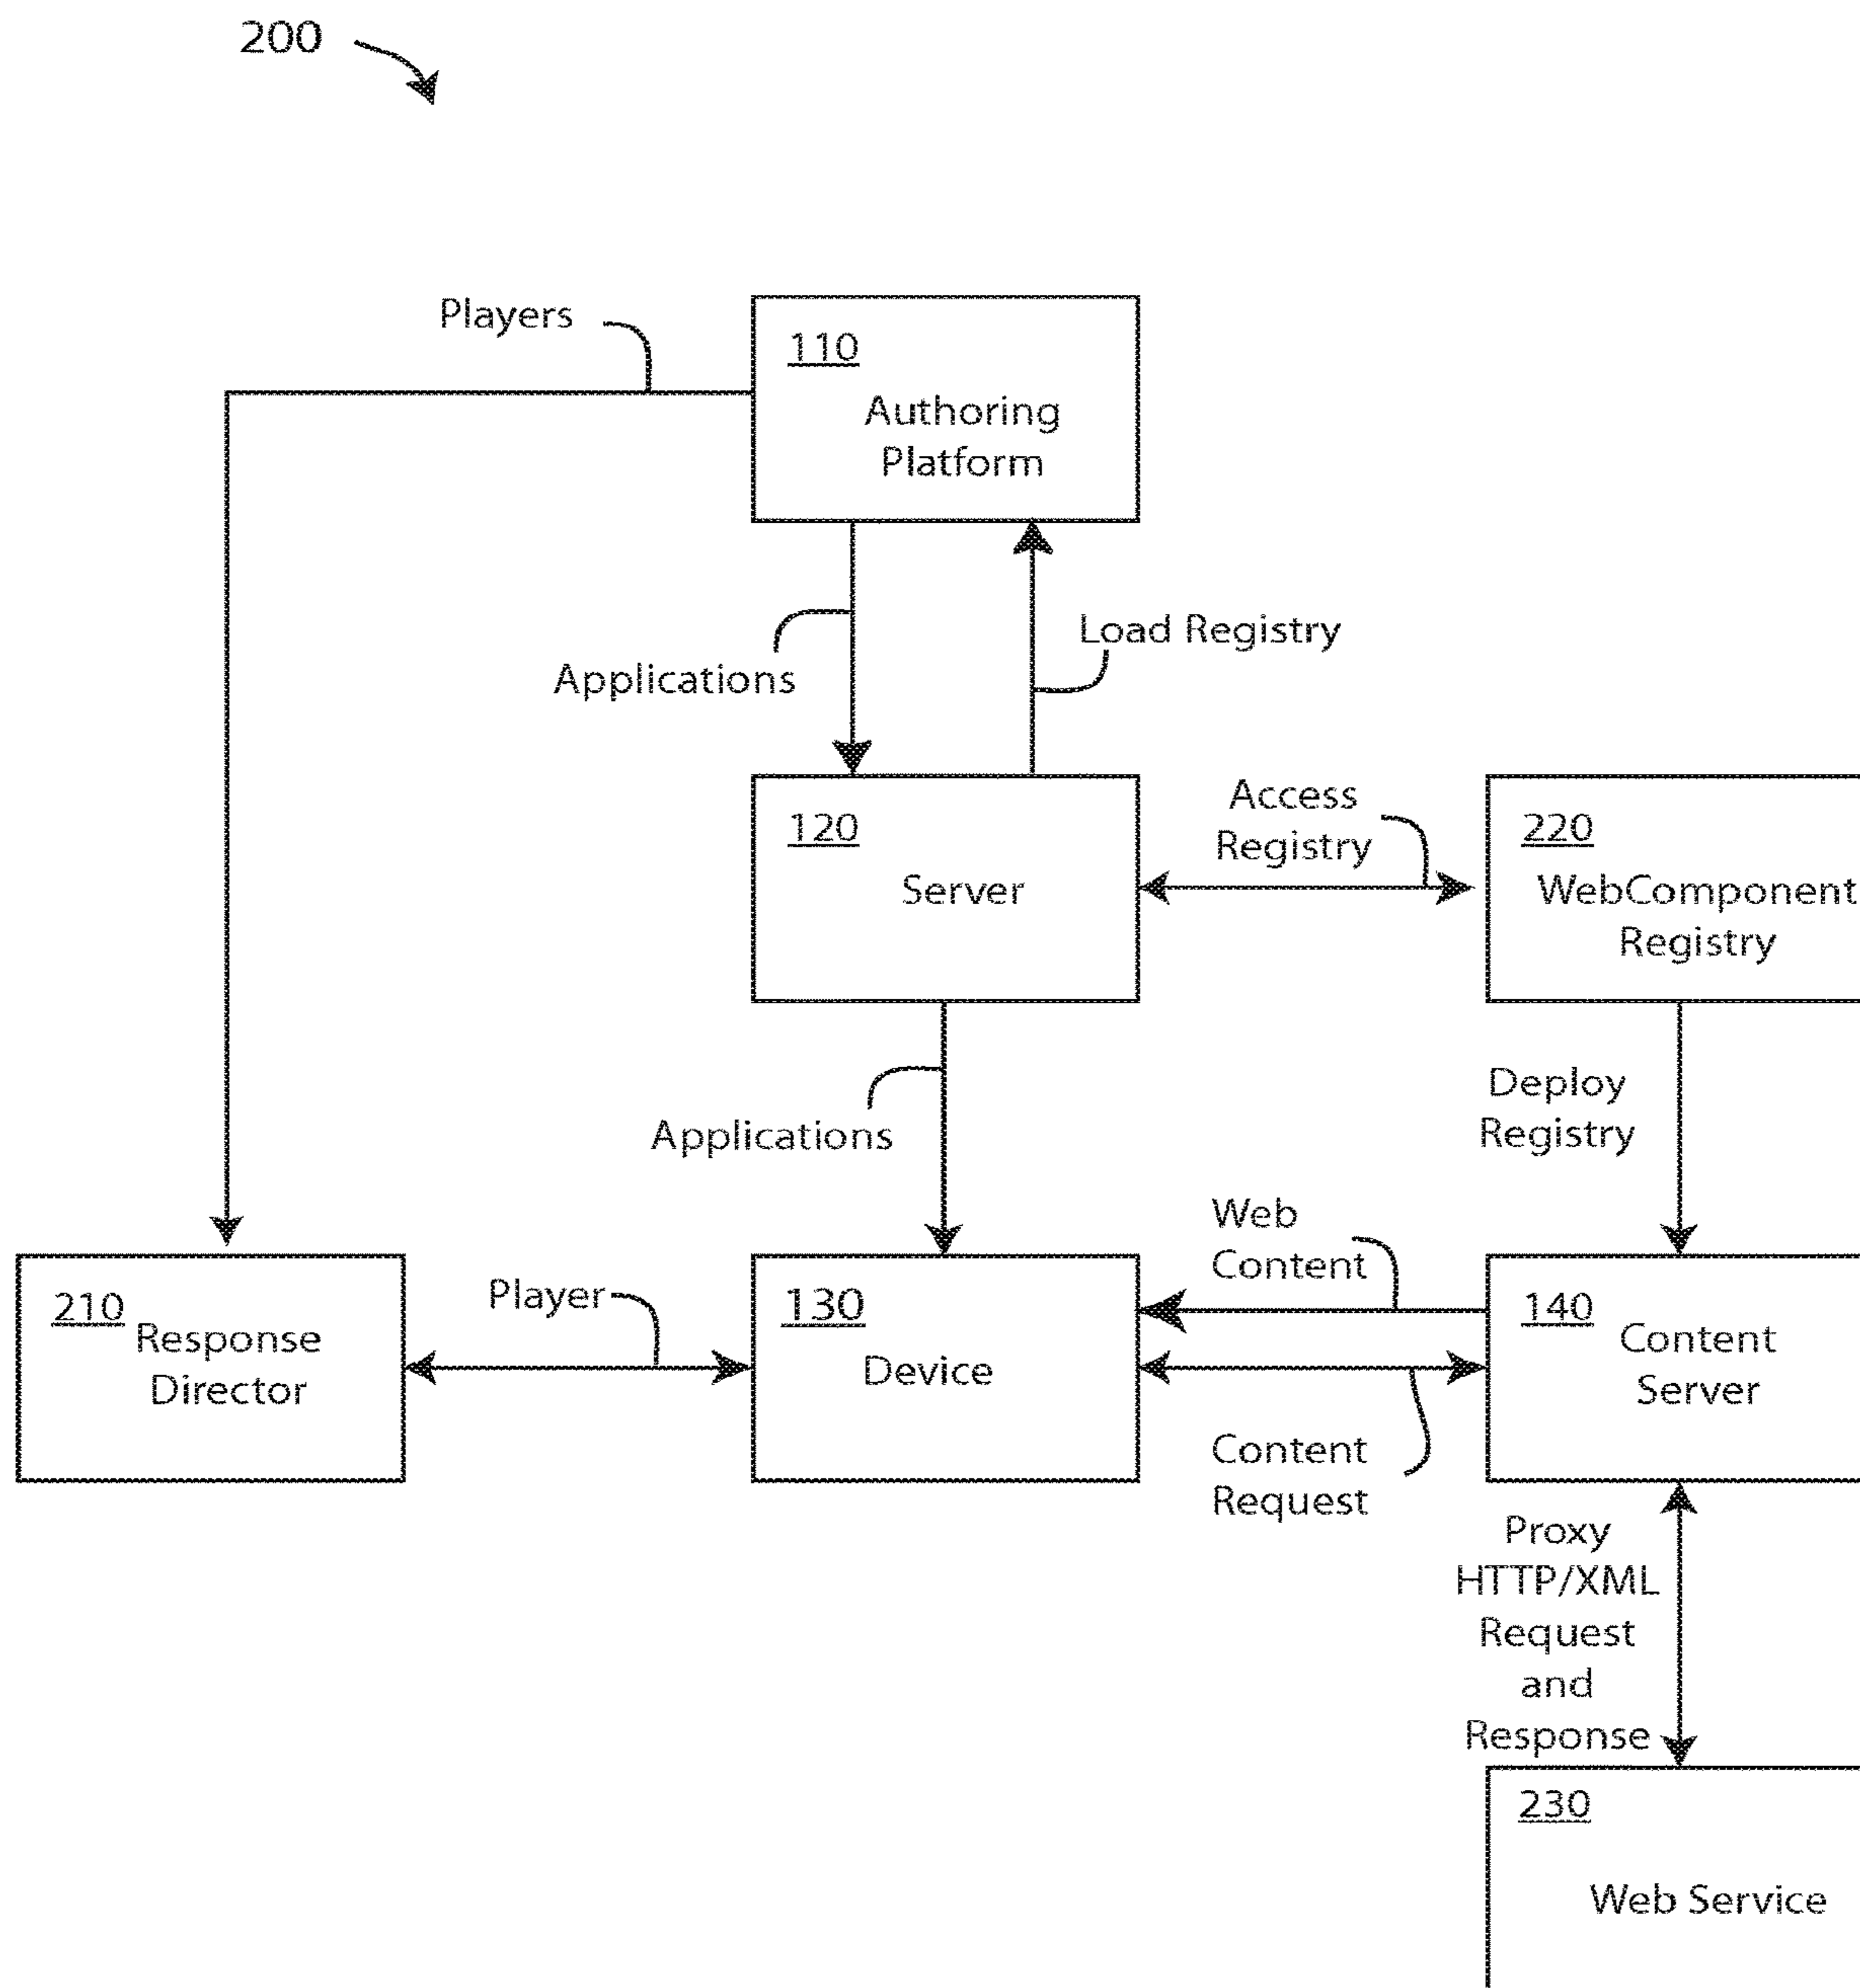 200
Players
110
Authoring
Platform
Applications
Load Registry
120
Server
Access
Registry
220
WebComponent
Registry
Applications
Deploy
Registry
210
Response
Director
Player
130
Device
Web
Content
Content
Request
140
Content
Server
Proxy
HTTP/XML
Request
and
Response
230
Web Service